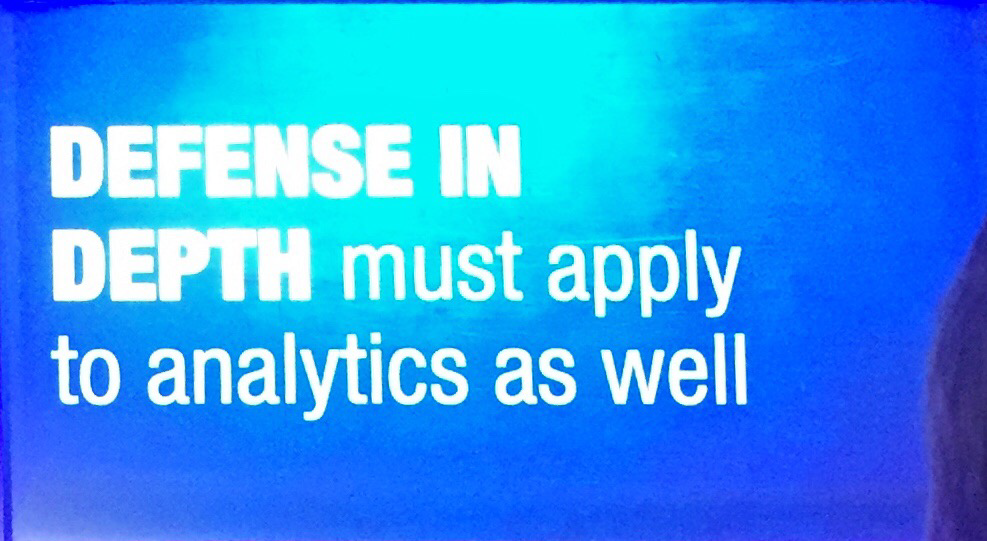 DEFENSE IN
DEPTH must apply
to analytics as well